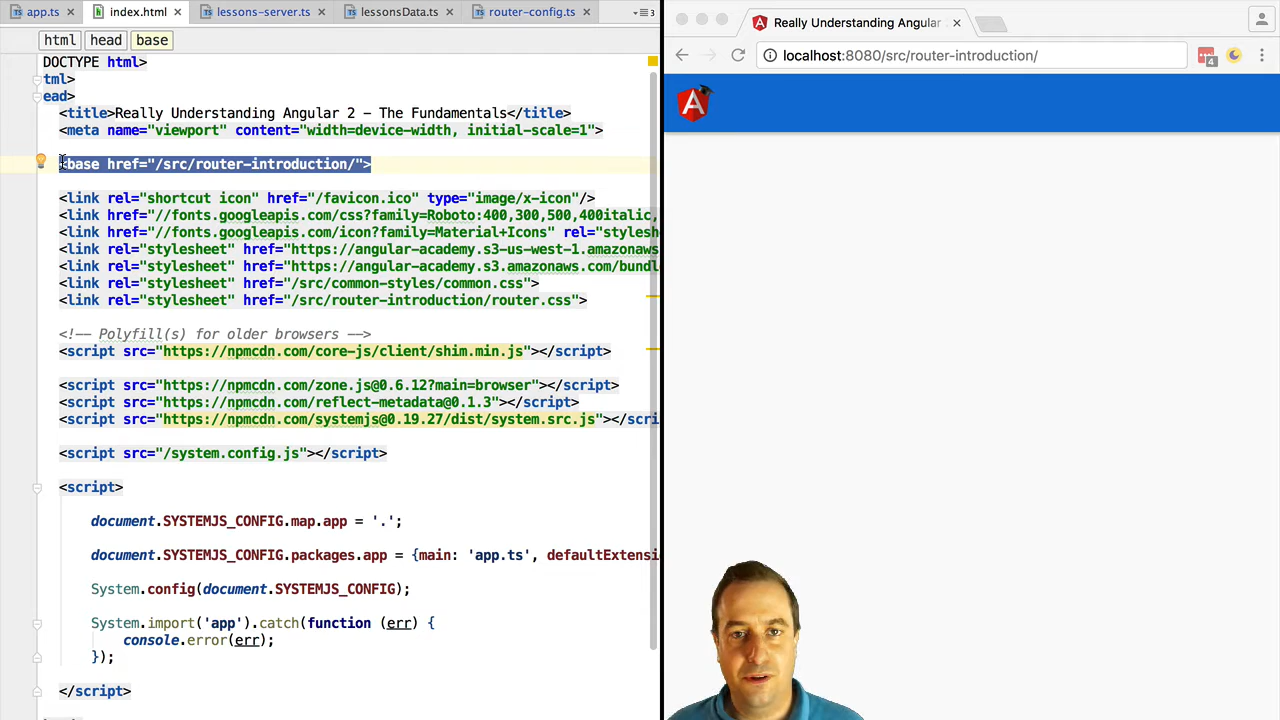 app.ts index.html lessons-server.ts lessonsData.ts router-config.ts
html head base
DOCTYPE html>
tml>
ead>
<title>Really Understanding Angular 2 – The Fundamentals</title>
<meta name="viewport" content="width=device-width, initial-scale=1">
<base href="/src/router-introduction/">
<link rel="shortcut icon" href="/favicon.ico" type="image/x-icon"/>
<link href="//fonts.googleapis.com/css?family=Roboto:400,300,500,400italic,
<link href="//fonts.googleapis.com/icon?family=Material+Icons" rel="stylesh
<link rel="stylesheet" href="https://angular-academy.s3-us-west-1.amazonaws
<link rel="stylesheet" href="https://angular-academy.s3.amazonaws.com/bundl
<link rel="stylesheet" href="/src/common-styles/common.css">
<link rel="stylesheet" href="/src/router-introduction/router.css">
<!-- Polyfill(s) for older browsers -->
<script src="https://npmcdn.com/core-js/client/shim.min.js"></script>
<script src="https://npmcdn.com/zone.js@0.6.12?main=browser"></script>
<script src="https://npmcdn.com/reflect-metadata@0.1.3"></script>
<script src="https://npmcdn.com/systemjs@0.19.27/dist/system.src.js"></scri
<script src="/system.config.js"></script>
<script>
document.SYSTEMJS_CONFIG.map.app = '.';
document.SYSTEMJS_CONFIG.packages.app = {main: 'app.ts', defaultExtensi
System.config(document.SYSTEMJS_CONFIG);
System.import('app').catch(function (err) {
console.error(err);
});
</script>
Really Understanding Angular
localhost:8080/src/router-introduction/
4
A